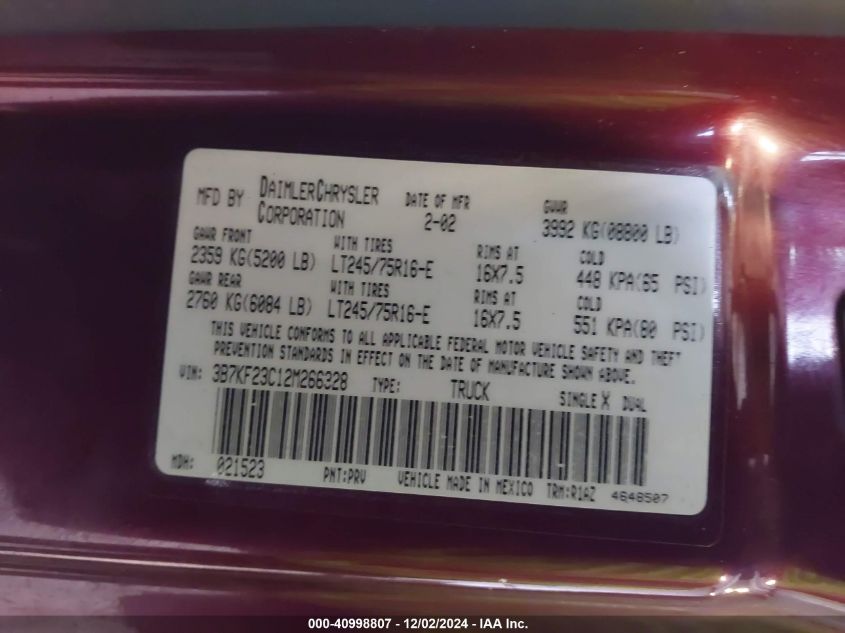 MFD BY DAIMLERCHRYSLER CORPORATION DATE OF MFR 2-02 GVWR 3992 KG(08800 LB)
GAWR FRONT WITH TIRES RIMS AT COLD
2359 KG(5200 LB) LT245/75R16-E 16X7.5 448 KPA(65 PSI)
GAWR REAR WITH TIRES RIMS AT COLD
2760 KG(6084 LB) LT245/75R16-E 16X7.5 551 KPA(80 PSI)
THIS VEHICLE CONFORMS TO ALL APPLICABLE FEDERAL MOTOR VEHICLE SAFETY AND THEFT
PREVENTION STANDARDS IN EFFECT ON THE DATE OF MANUFACTURE SHOWN ABOVE.
VIN: 3B7KF23C12M266328 TYPE: TRUCK SINGLE X DUAL
MDH: 021523 PNT:PRV VEHICLE MADE IN MEXICO TRM:R1AZ 4648507
000-40998807 - 12/02/2024 - IAA Inc.